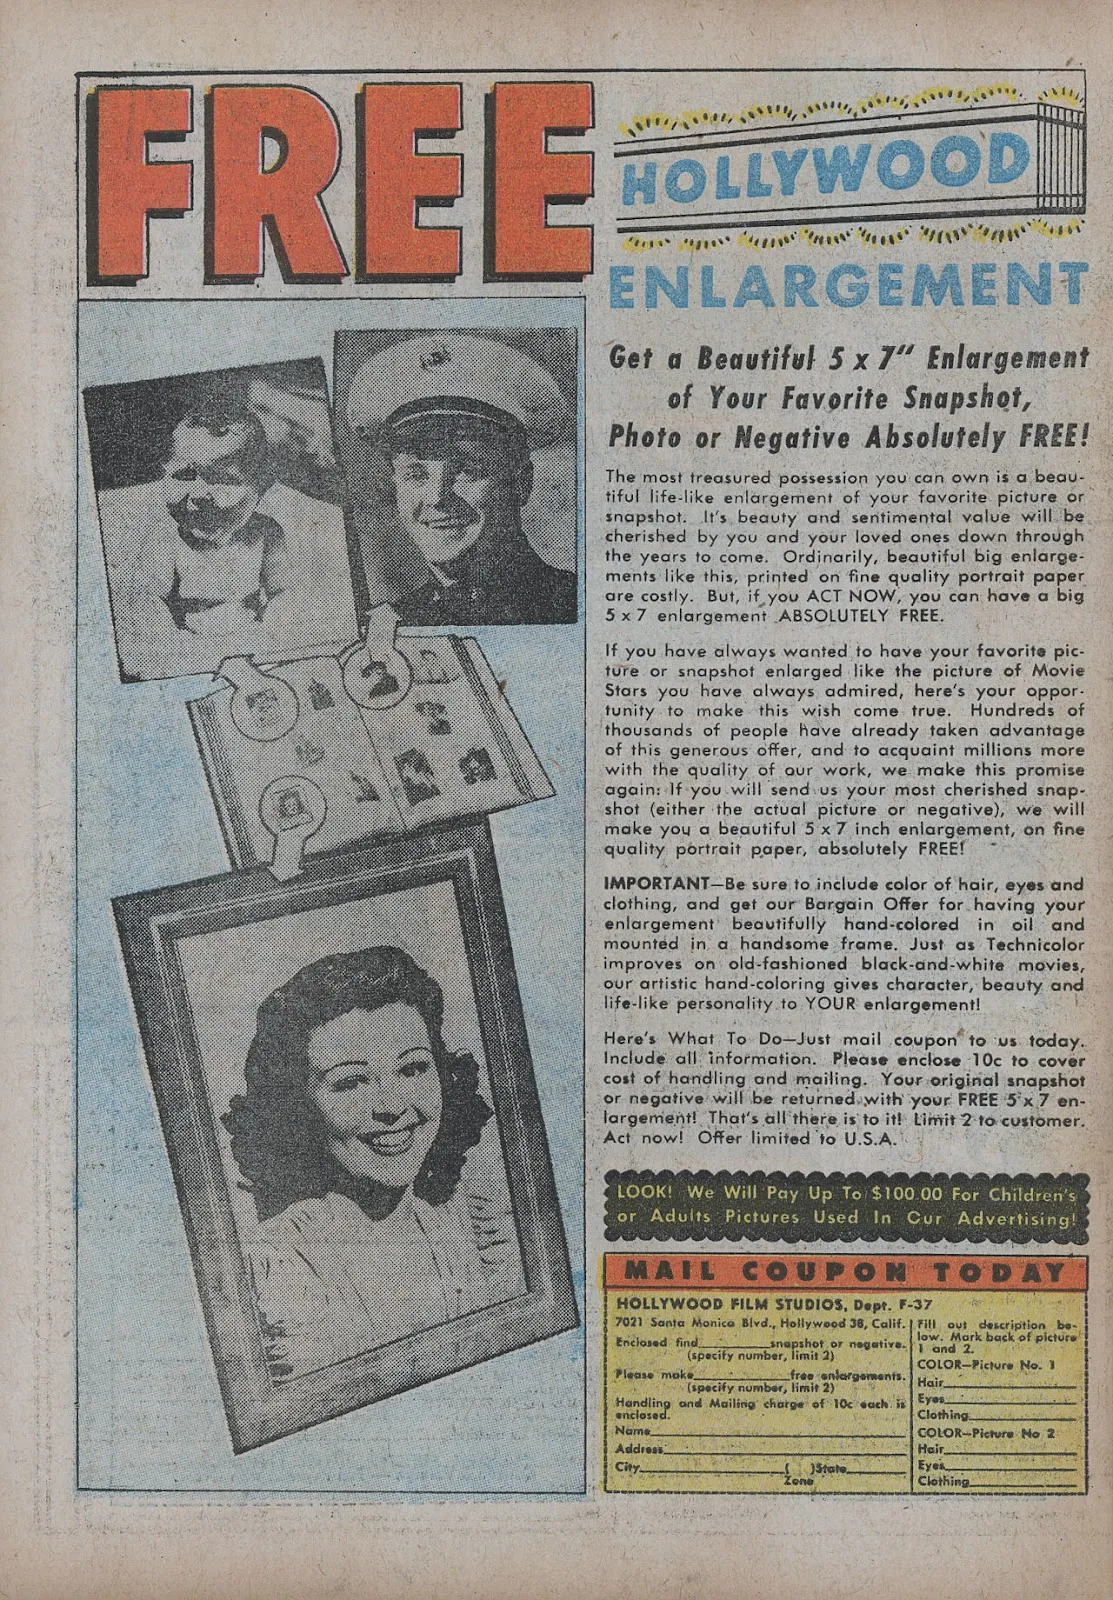 FREE
HOLLYWOOD
ENLARGEMENT
Get a Beautiful 5 x 7" Enlargement
of Your Favorite Snapshot,
Photo or Negative Absolutely FREE!
The most treasured possession you can own is a beau-
tiful life-like enlargement of your favorite picture or
snapshot. It's beauty and sentimental value will be
cherished by you and your loved ones down through
the years to come. Ordinarily, beautiful big enlarge-
ments like this, printed on fine quality portrait paper
are costly. But, if you ACT NOW, you can have a big
5 x 7 enlargement ABSOLUTELY FREE.
If you have always wanted to have your favorite pic-
ture or snapshot enlarged like the picture of Movie
Stars you have always admired, here's your oppor-
tunity to make this wish come true. Hundreds of
thousands of people have already taken advantage
of this generous offer, and to acquaint millions more
with the quality of our work, we make this promise
again: If you will send us your most cherished snap-
shot (either the actual picture or negative), we will
make you a beautiful 5 x 7 inch enlargement, on fine
quality portrait paper, absolutely FREE!
IMPORTANT—Be sure to include color of hair, eyes and
clothing, and get our Bargain Offer for having your
enlargement beautifully hand-colored in oil and
mounted in a handsome frame. Just as Technicolor
improves on old-fashioned black-and-white movies,
our artistic hand-coloring gives character, beauty and
life-like personality to YOUR enlargement!
Here's What To Do—Just mail coupon to us today.
Include all information. Please enclose 10c to cover
cost of handling and mailing. Your original snapshot
or negative will be returned with your FREE 5 x 7 en-
largement! That's all there is to it! Limit 2 to customer.
Act now! Offer limited to U.S.A.
LOOK! We Will Pay Up To $100.00 For Children's
or Adults Pictures Used In Our Advertising!
MAIL COUPON TODAY
HOLLYWOOD FILM STUDIOS, Dept. F-37
7021 Santa Monica Blvd., Hollywood 38, Calif.
Enclosed find__________snapshot or negative.
(specify number, limit 2)
Please make__________free enlargements.
(specify number, limit 2)
Handling and Mailing charge of 10c each is
enclosed.
Name__________
Address__________
City__________( )State__________
Zone
Fill out description be-
low. Mark back of picture
1 and 2.
COLOR—Picture No. 1
Hair__________
Eyes__________
Clothing__________
COLOR—Picture No 2
Hair__________
Eyes__________
Clothing__________